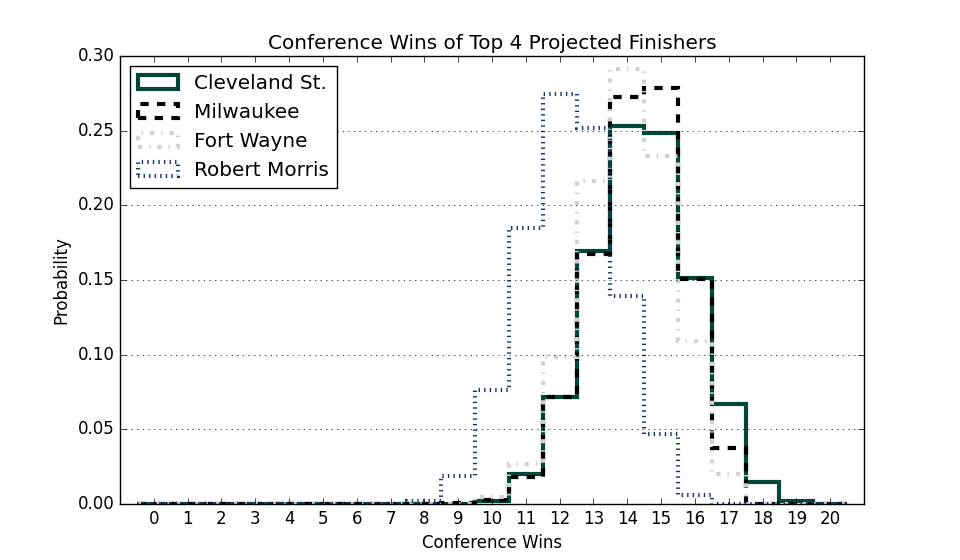 Conference Wins of Top 4 Projected Finishers
0.30
0.25
0.20
0.15
0.10
0.05
0.00
Probability
Cleveland St.
Milwaukee
Fort Wayne
Robert Morris
0 1 2 3 4 5 6 7 8 9 10 11 12 13 14 15 16 17 18 19 20
Conference Wins